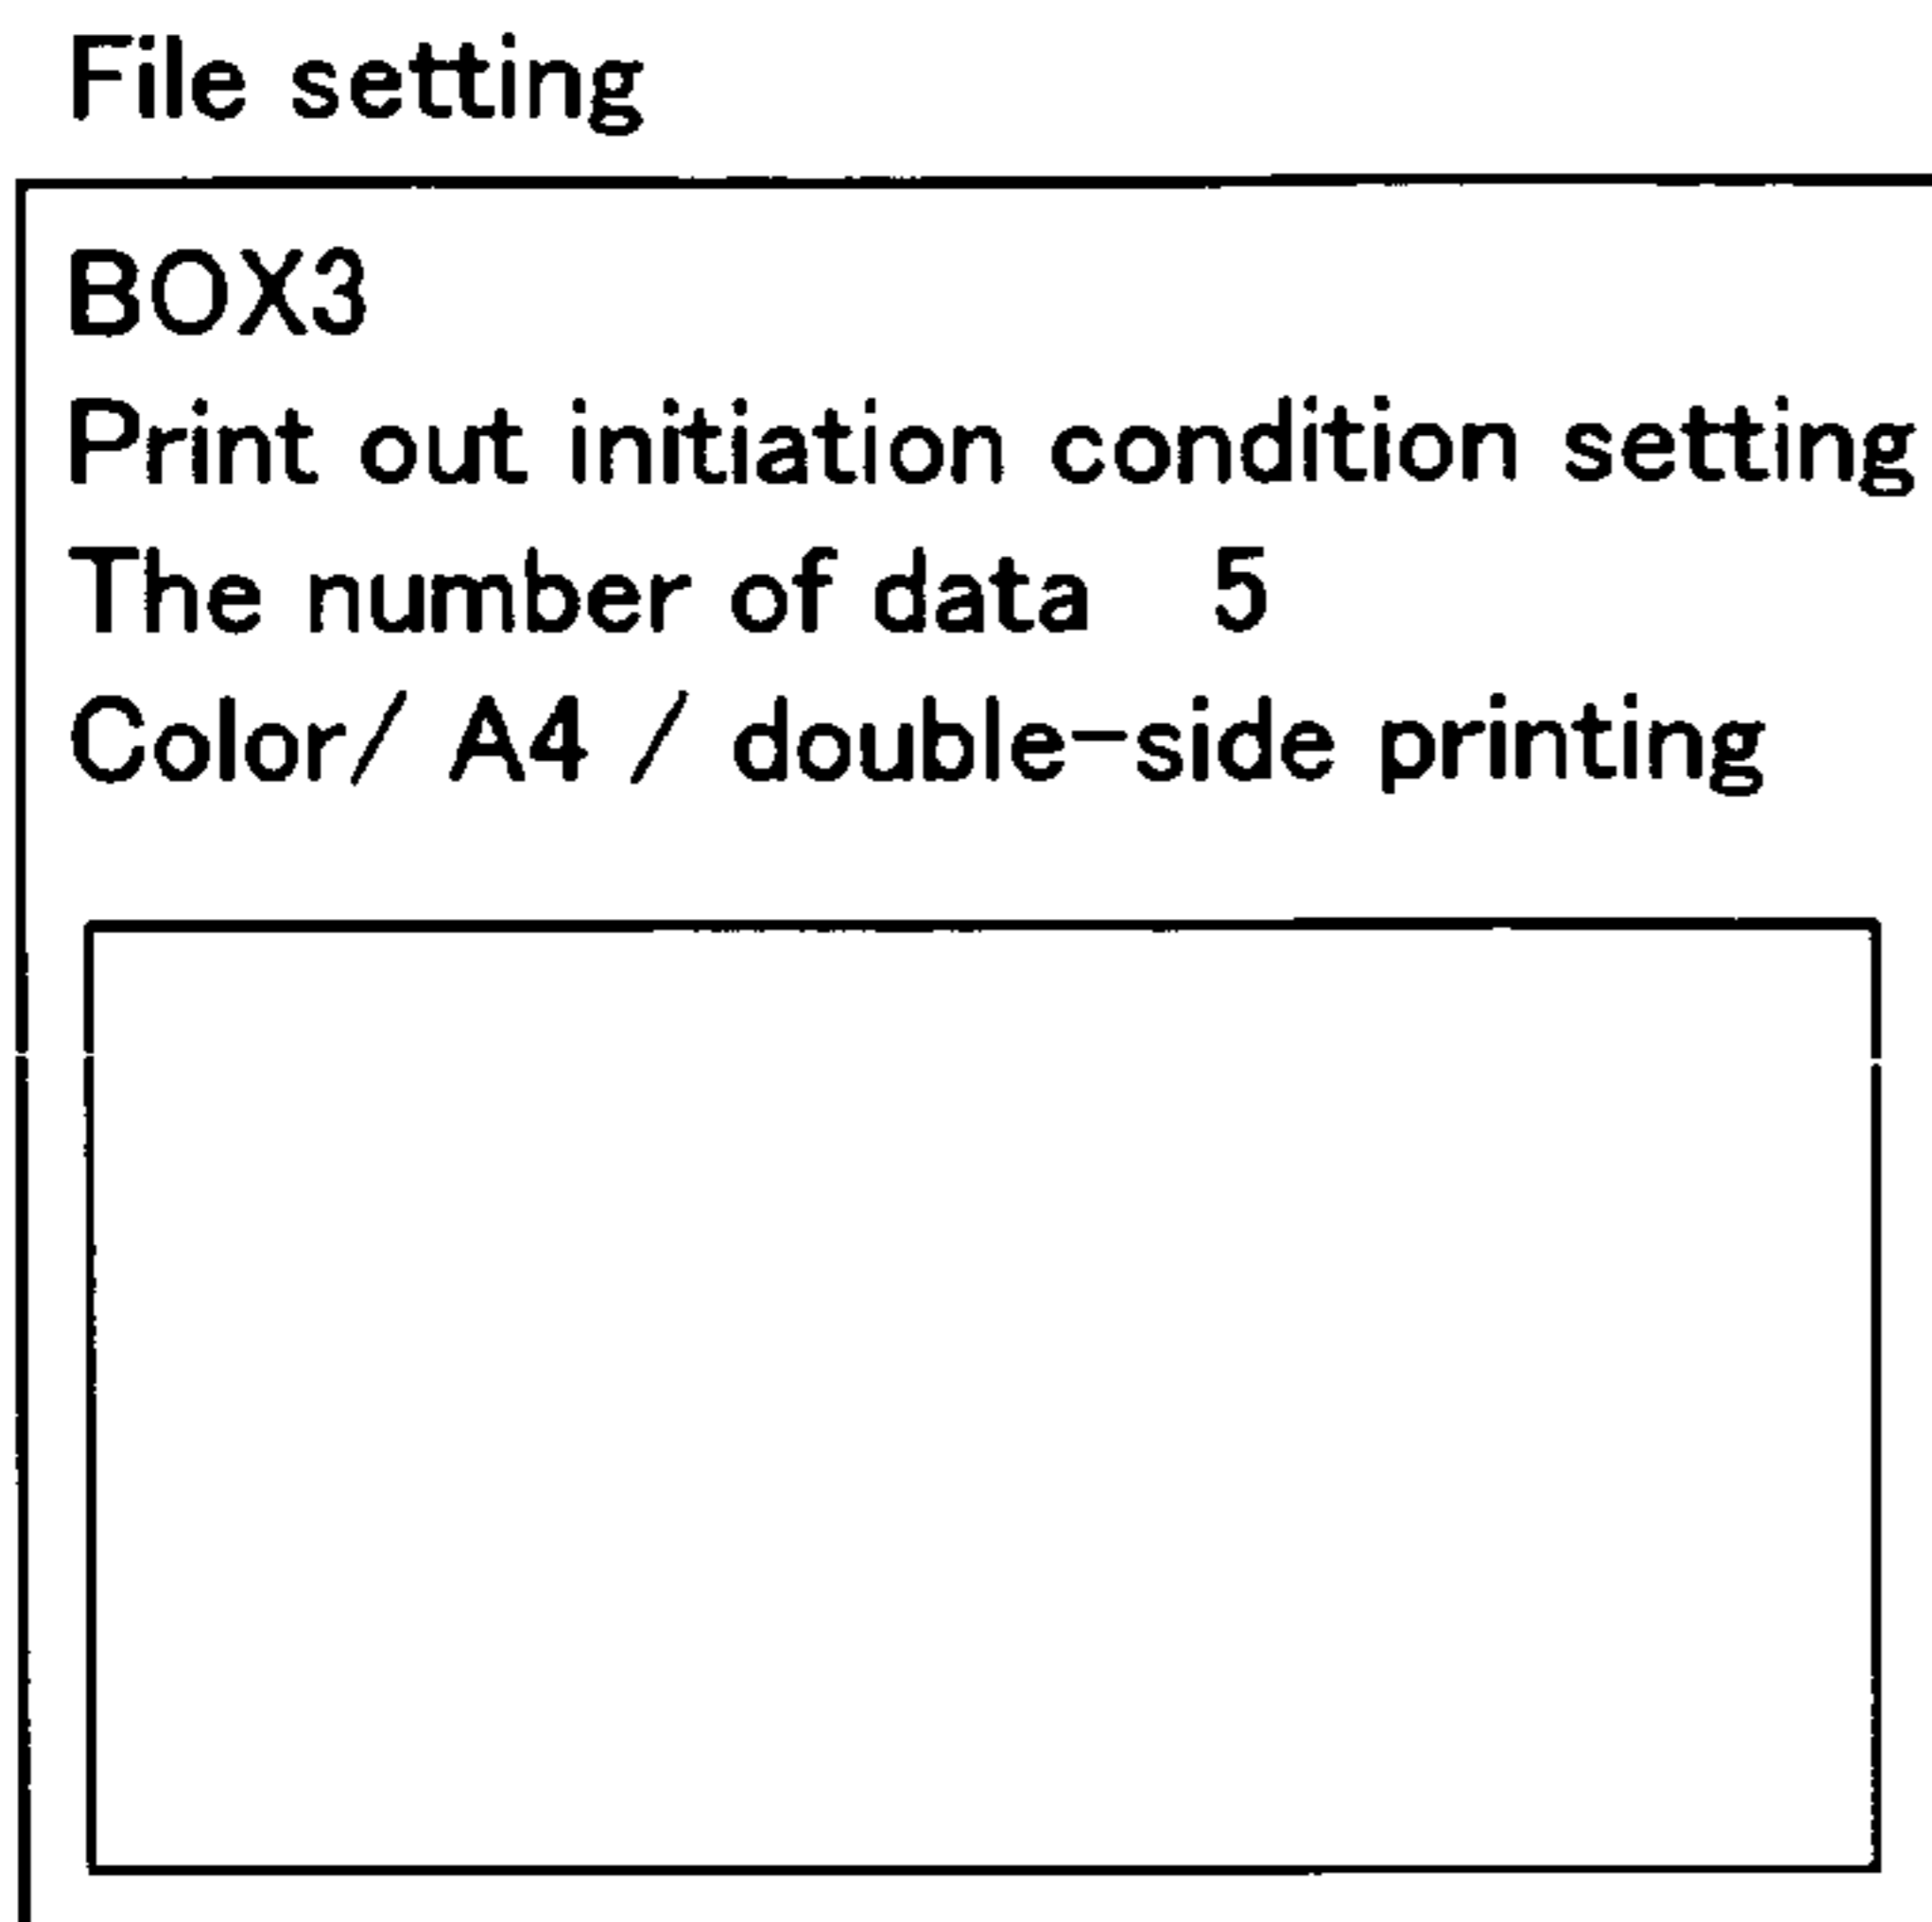 File setting
BOX3
Print out initiation condition setting
The number of data 5
Color/ A4 / double-side printing